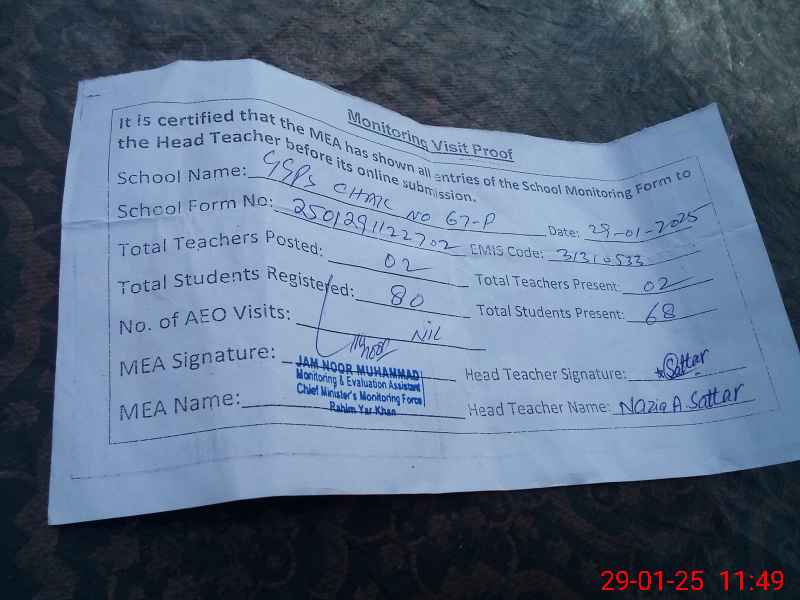 Monitoring Visit Proof
It is certified that the MEA has shown all entries of the School Monitoring Form to
the Head Teacher before its online submission.
School Name: GGPS CHAK NO 67-P Date: 29-01-2025
School Form No: 2501291122702 EMIS Code: 31310533
Total Teachers Posted: 02 Total Teachers Present: 02
Total Students Registered: 80 Total Students Present: 68
No. of AEO Visits: NIL
MEA Signature: Head Teacher Signature: Sattar
JAM NOOR MUHAMMAD
Monitoring & Evaluation Assistant
Chief Minister's Monitoring Force
Rahim Yar Khan
MEA Name: Head Teacher Name: Nazia A. Sattar
29-01-25 11:49